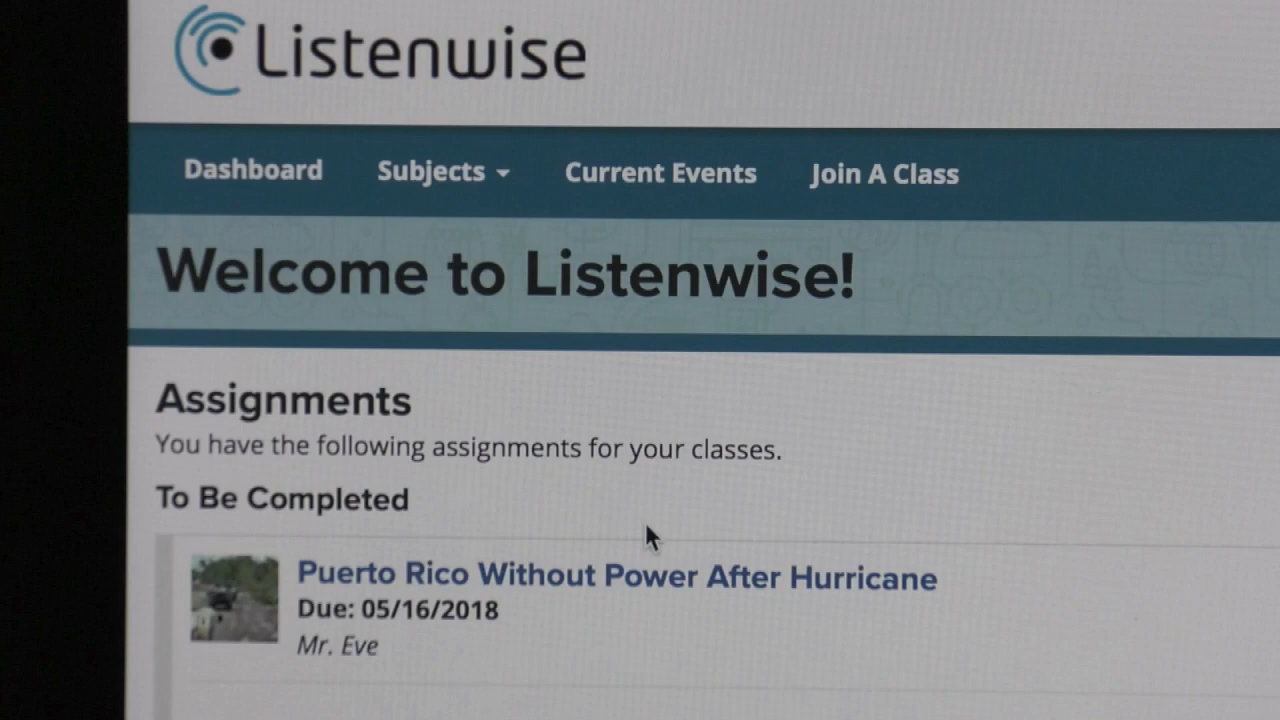 Listenwise
Dashboard Subjects Current Events Join A Class
Welcome to Listenwise!
Assignments
You have the following assignments for your classes.
To Be Completed
Puerto Rico Without Power After Hurricane
Due: 05/16/2018
Mr. Eve